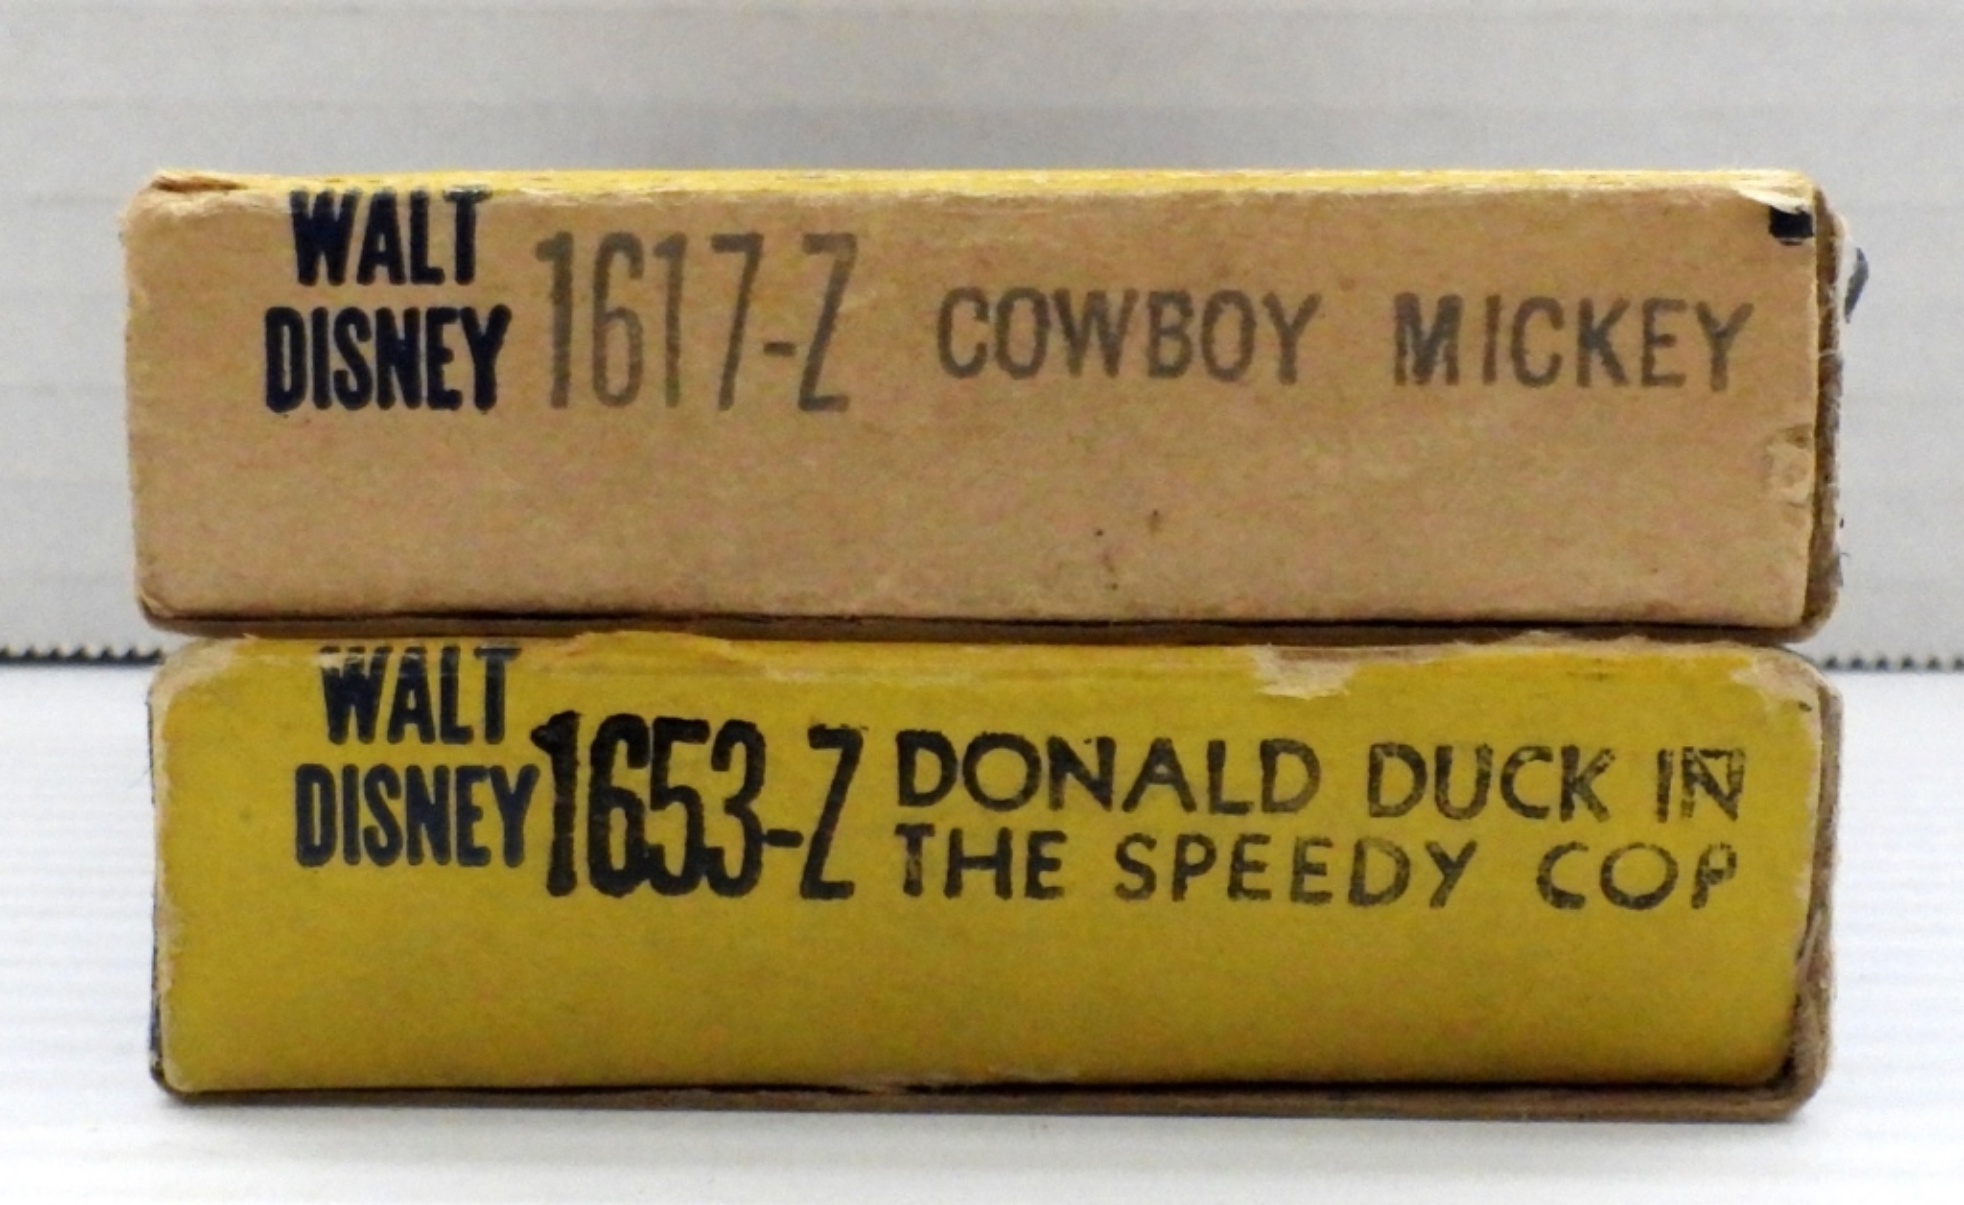 WALT
DISNEY 1617-Z COWBOY MICKEY
WALT
DISNEY 1653-Z DONALD DUCK IN
THE SPEEDY COP